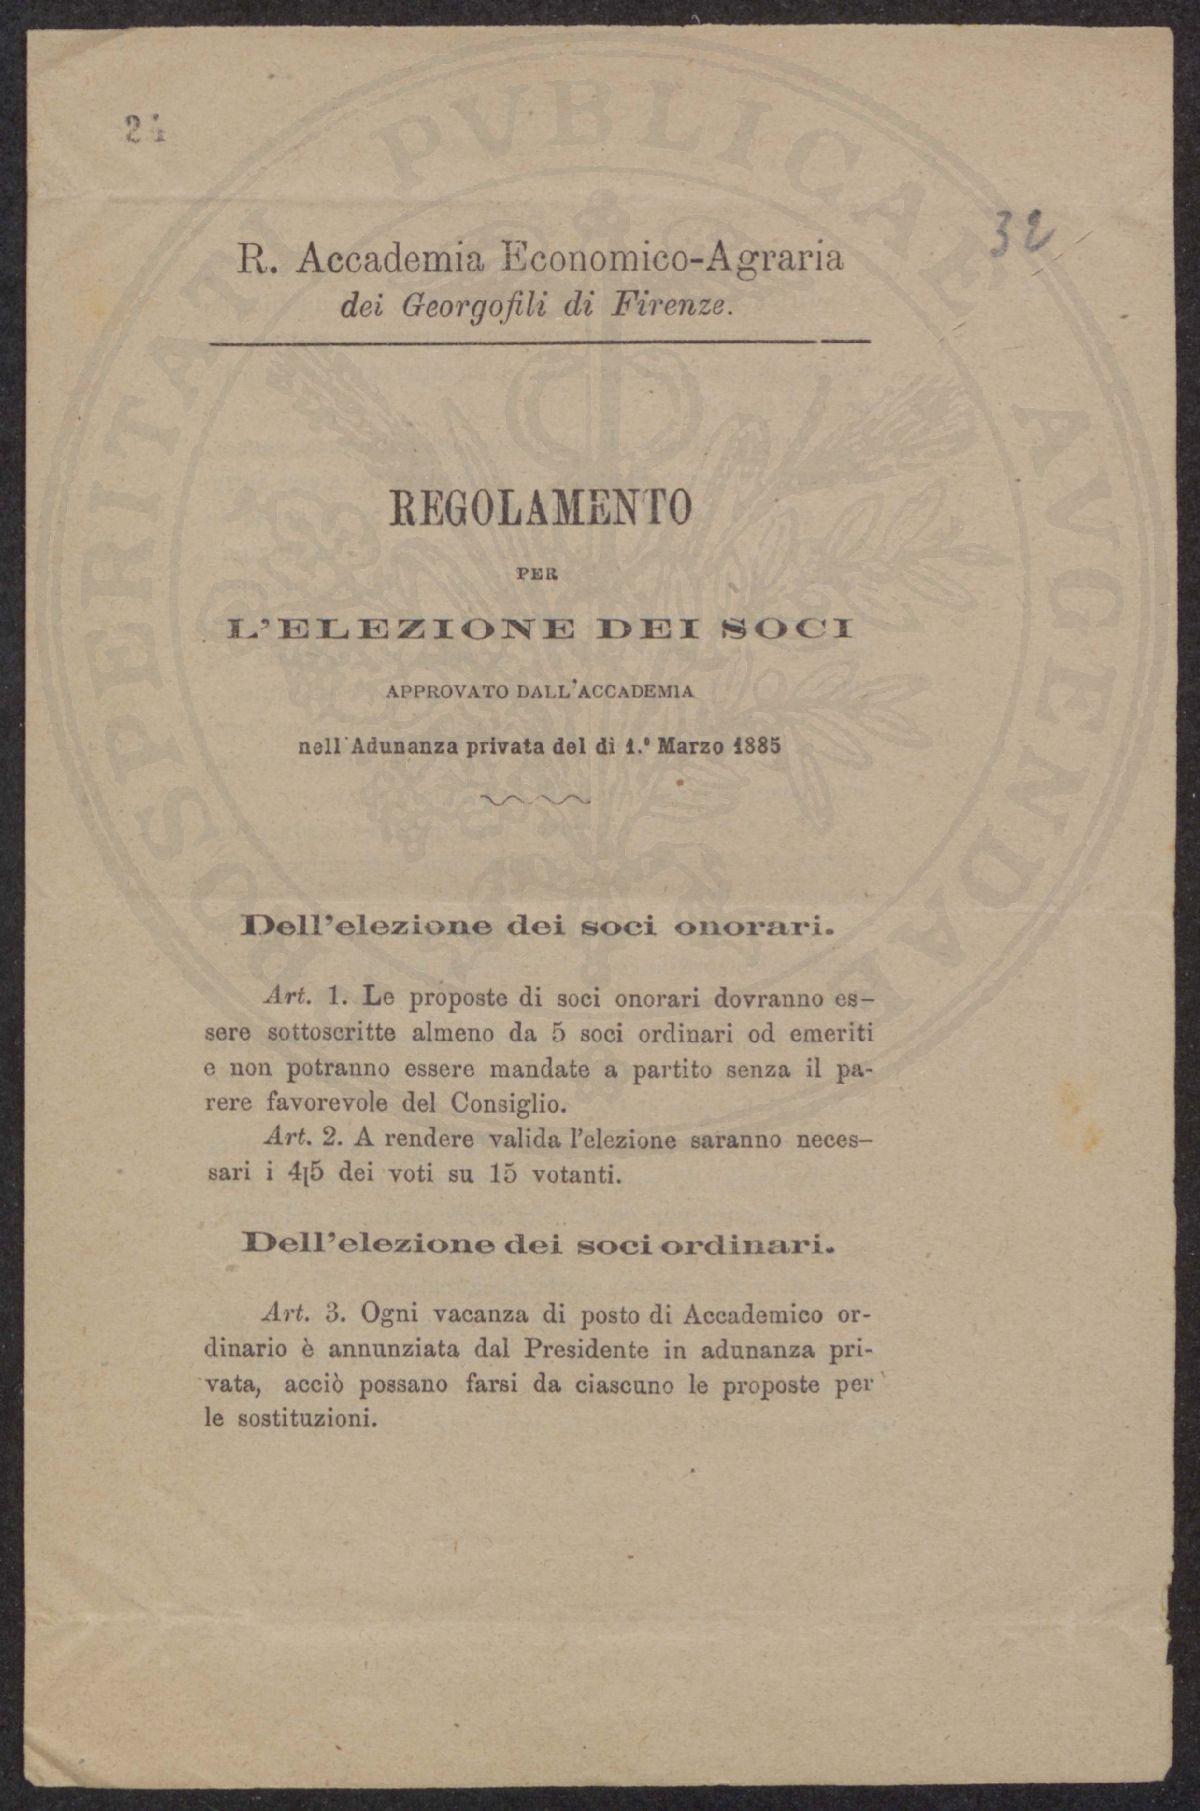 24
32
R. Accademia Economico-Agraria
dei Georgofili di Firenze.
REGOLAMENTO
PER
L'ELEZIONE DEI SOCI
APPROVATO DALL'ACCADEMIA
nell'Adunanza privata del dì 1.º Marzo 1885
Dell'elezione dei soci onorari.
Art. 1. Le proposte di soci onorari dovranno es-
sere sottoscritte almeno da 5 soci ordinari od emeriti
e non potranno essere mandate a partito senza il pa-
rere favorevole del Consiglio.
Art. 2. A rendere valida l'elezione saranno neces-
sari i 4|5 dei voti su 15 votanti.
Dell'elezione dei soci ordinari.
Art. 3. Ogni vacanza di posto di Accademico or-
dinario è annunziata dal Presidente in adunanza pri-
vata, acciò possano farsi da ciascuno le proposte per
le sostituzioni.
PROSPERITATI PVBLICAE AVGENDAE